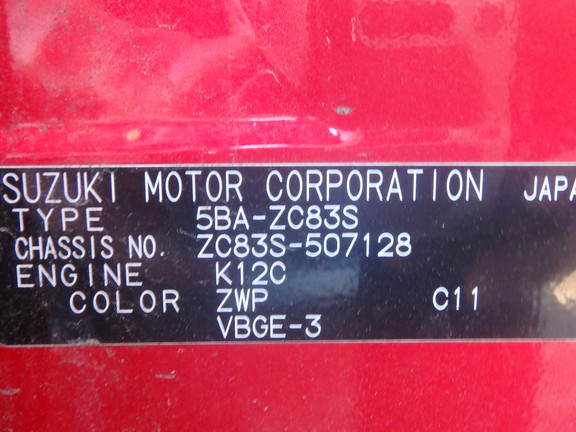 SUZUKI MOTOR CORPORATION JAPA
TYPE 5BA-ZC83S
CHASSIS NO. ZC83S-507128
ENGINE K12C
COLOR ZWP C11
VBGE-3